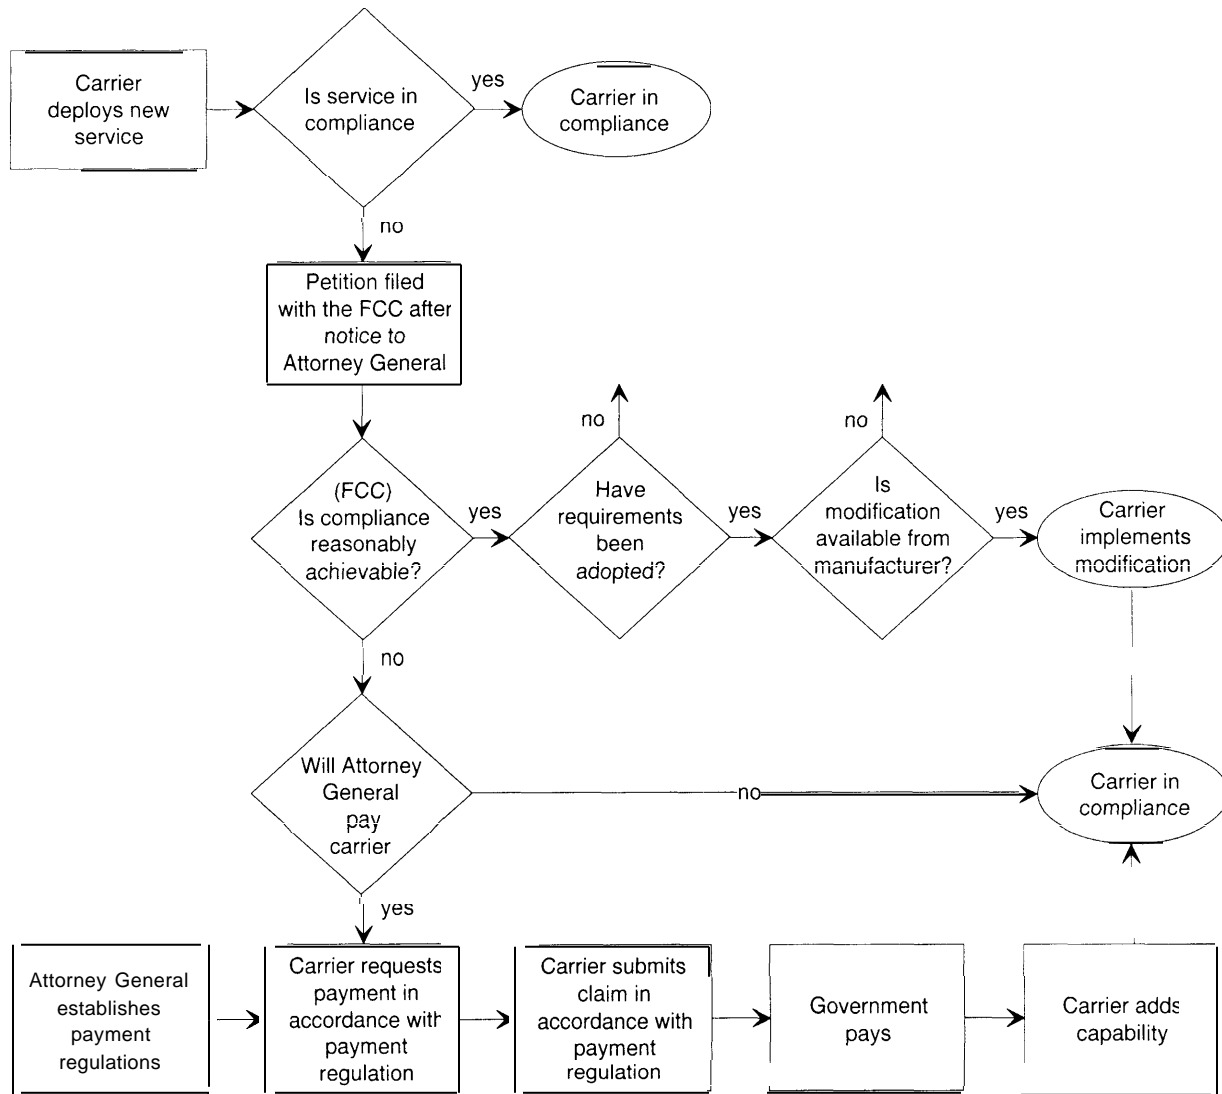 Carrier
deploys new
service
Is service in
compliance
yes
Carrier in
compliance
no
Petition filed
with the FCC after
notice to
Attorney General
(FCC)
Is compliance
reasonably
achievable?
yes
no
Have
requirements
been
adopted?
yes
no
Is
modification
available from
manufacturer?
yes
Carrier
implements
modification
no
Will Attorney
General
pay
carrier
no
Carrier in
compliance
yes
Attorney General
establishes
payment
regulations
Carrier requests
payment in
accordance with
payment
regulation
Carrier submits
claim in
accordance with
payment
regulation
Government
pays
Carrier adds
capability